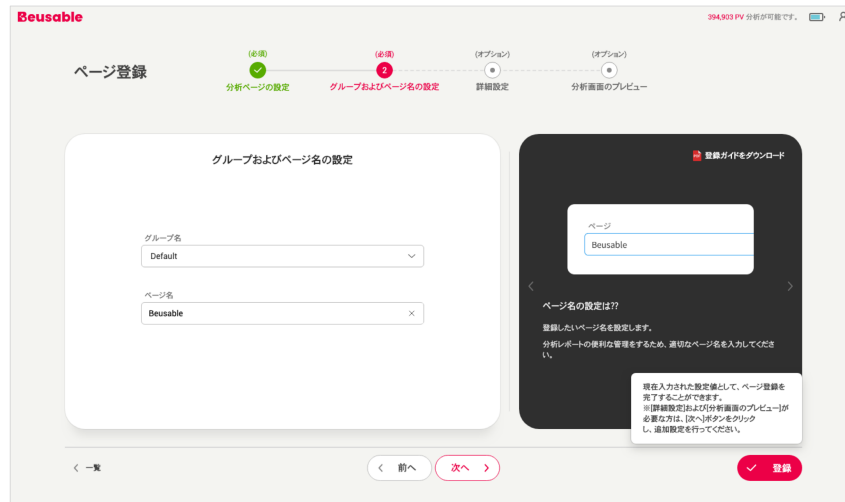 Beusable
394,903 PV 分析が可能です。
ページ登録
(必須)
(必須)
(オプション)
(オプション)
2
分析ページの設定
グループおよびページ名の設定
詳細設定
分析画面のプレビュー
グループおよびページ名の設定
グループ名
Default
ページ名
Beusable
登録ガイドをダウンロード
ページ
Beusable
ページ名の設定は??
登録したいページ名を設定します。
分析レポートの便利な管理をするため、適切なページ名を入力してくださ
い。
現在入力された設定値として、ページ登録を
完了することができます。
※[詳細設定]および[分析画面のプレビュー]が
必要な方は、[次へ]ボタンをクリック
し、追加設定を行ってください。
一覧
前へ
次へ
登録